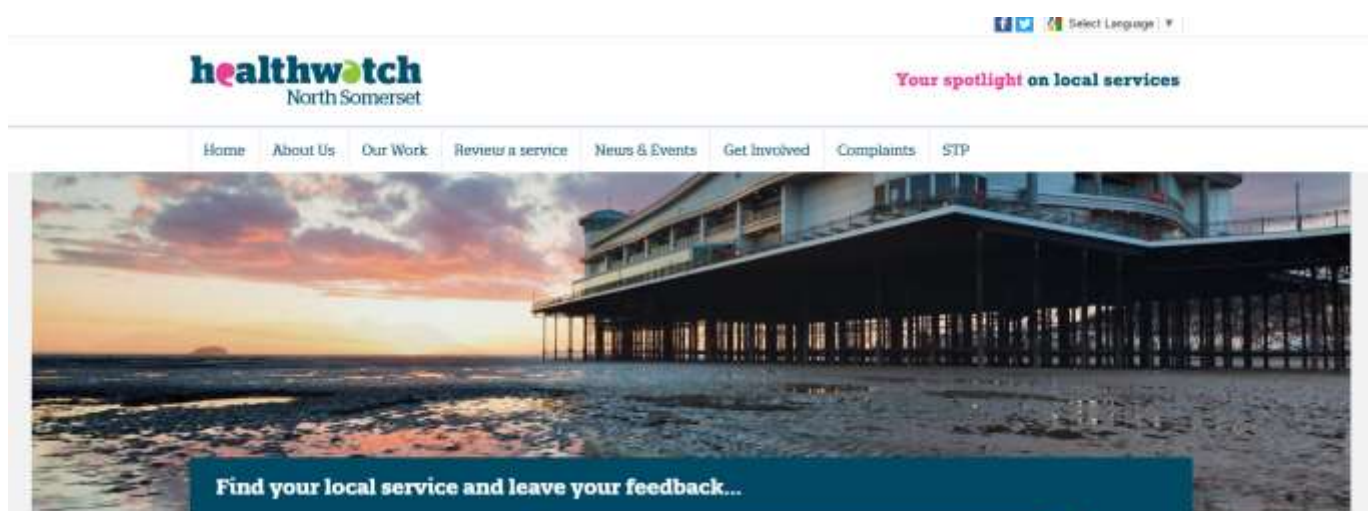 Select Language ▼
healthwatch
North Somerset
Your spotlight on local services
Home About Us Our Work Review a service News & Events Get Involved Complaints STP
Find your local service and leave your feedback...